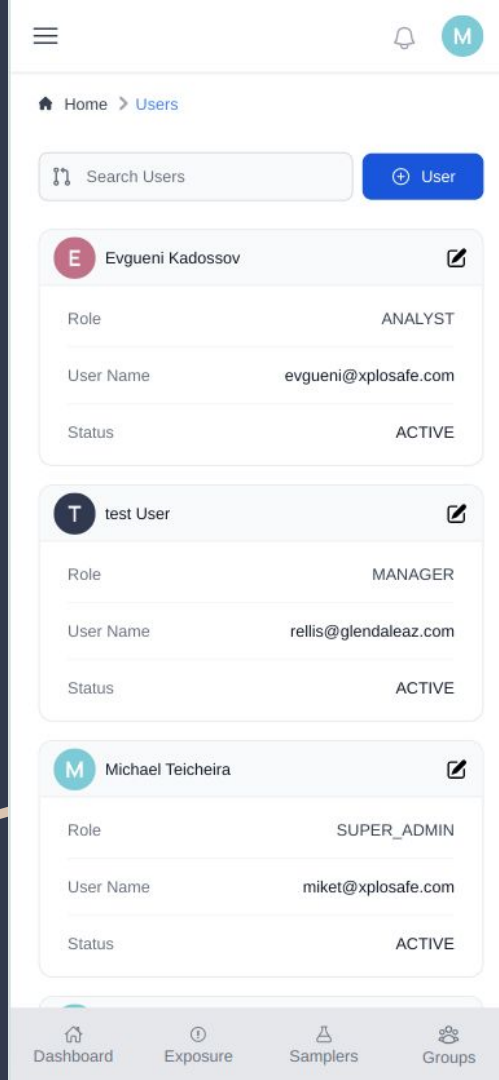 M
Home > Users
Search Users
User
E Evgueni Kadossov
Role ANALYST
User Name evgueni@xplosafe.com
Status ACTIVE
T test User
Role MANAGER
User Name rellis@glendaleaz.com
Status ACTIVE
M Michael Teicheira
Role SUPER_ADMIN
User Name miket@xplosafe.com
Status ACTIVE
Dashboard Exposure Samplers Groups